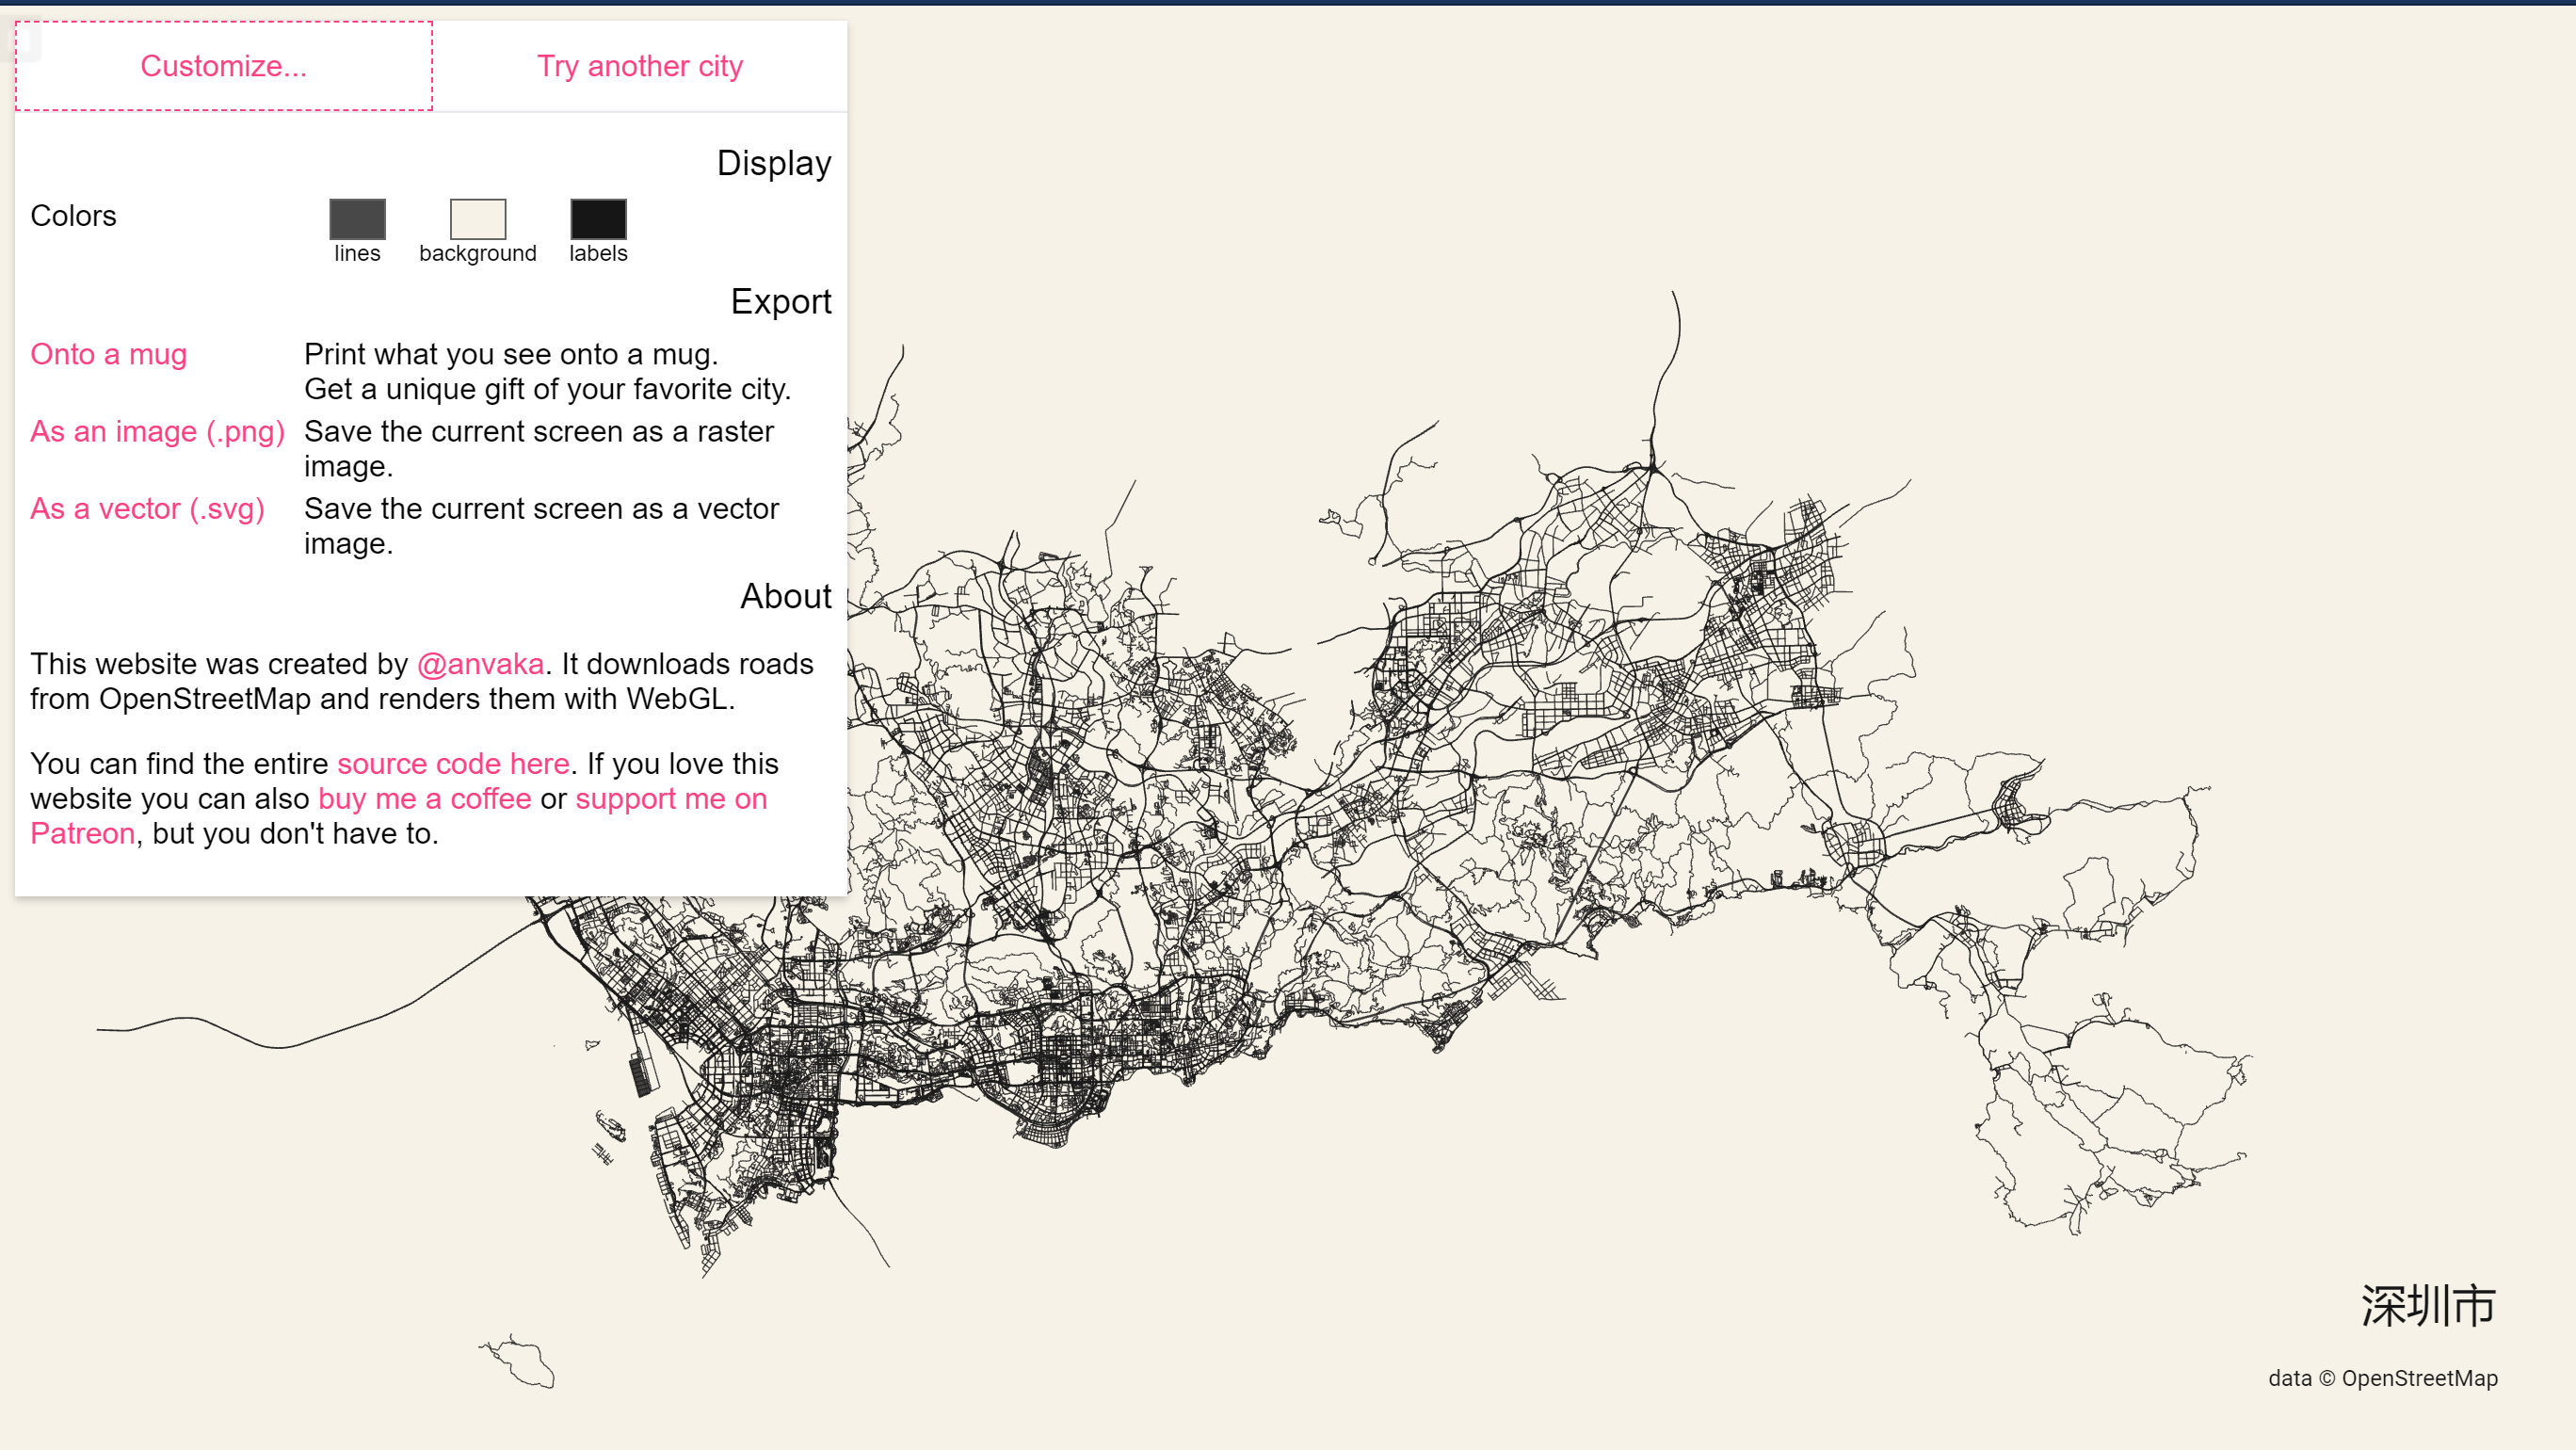 Customize...
Try another city
Display
Colors
lines
background
labels
Export
Onto a mug
Print what you see onto a mug.
Get a unique gift of your favorite city.
As an image (.png)
Save the current screen as a raster
image.
As a vector (.svg)
Save the current screen as a vector
image.
About
This website was created by @anvaka. It downloads roads
from OpenStreetMap and renders them with WebGL.
You can find the entire source code here. If you love this
website you can also buy me a coffee or support me on
Patreon, but you don't have to.
深圳市
data © OpenStreetMap